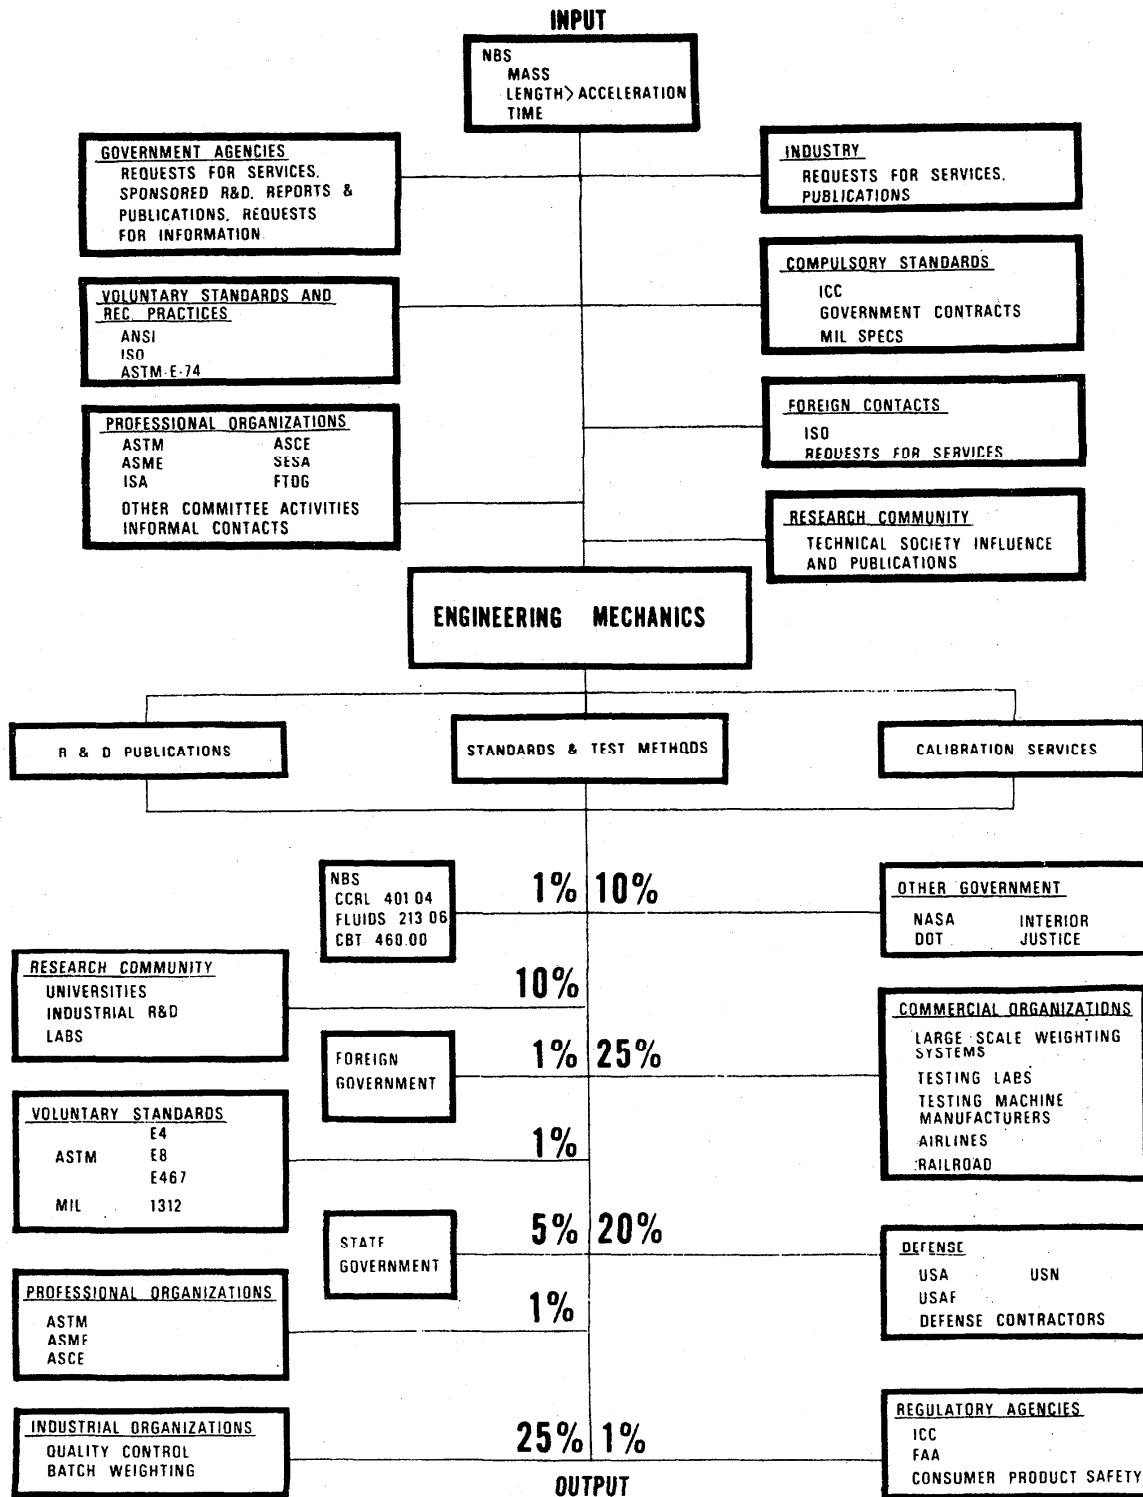 INPUT
NBS
MASS
LENGTH> ACCELERATION
TIME
GOVERNMENT AGENCIES
REQUESTS FOR SERVICES,
SPONSORED R&D, REPORTS &
PUBLICATIONS, REQUESTS
FOR INFORMATION
INDUSTRY
REQUESTS FOR SERVICES,
PUBLICATIONS
VOLUNTARY STANDARDS AND
REC. PRACTICES
ANSI
ISO
ASTM-E-74
COMPULSORY STANDARDS
ICC
GOVERNMENT CONTRACTS
MIL SPECS
PROFESSIONAL ORGANIZATIONS
ASTM ASCE
ASME SESA
ISA FTDG
OTHER COMMITTEE ACTIVITIES
INFORMAL CONTACTS
FOREIGN CONTACTS
ISO
REQUESTS FOR SERVICES
RESEARCH COMMUNITY
TECHNICAL SOCIETY INFLUENCE
AND PUBLICATIONS
ENGINEERING MECHANICS
R & D PUBLICATIONS
STANDARDS & TEST METHODS
CALIBRATION SERVICES
NBS
CCRL 401 04
FLUIDS 213 06
CBT 460.00
1% 10%
OTHER GOVERNMENT
NASA INTERIOR
DOT JUSTICE
RESEARCH COMMUNITY
UNIVERSITIES
INDUSTRIAL R&D
LABS
10%
COMMERCIAL ORGANIZATIONS
LARGE SCALE WEIGHTING
SYSTEMS
TESTING LABS
TESTING MACHINE
MANUFACTURERS
AIRLINES
RAILROAD
FOREIGN
GOVERNMENT
1% 25%
VOLUNTARY STANDARDS
E4
ASTM E8
E467
MIL 1312
1%
STATE
GOVERNMENT
5% 20%
DEFENSE
USA USN
USAF
DEFENSE CONTRACTORS
PROFESSIONAL ORGANIZATIONS
ASTM
ASME
ASCE
1%
INDUSTRIAL ORGANIZATIONS
QUALITY CONTROL
BATCH WEIGHTING
25% 1%
REGULATORY AGENCIES
ICC
FAA
CONSUMER PRODUCT SAFETY
OUTPUT